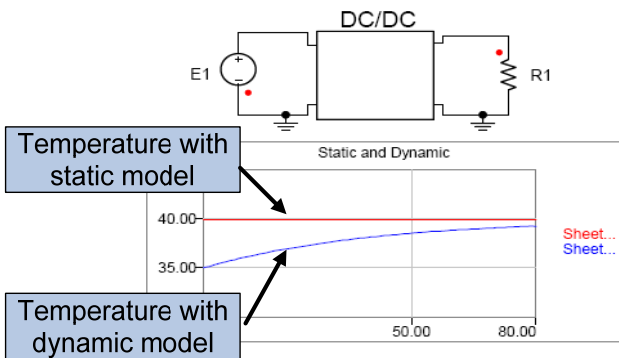 DC/DC
E1
R1
Temperature with
static model
Static and Dynamic
40.00
35.00
Sheet...
Sheet...
Temperature with
dynamic model
50.00
80.00